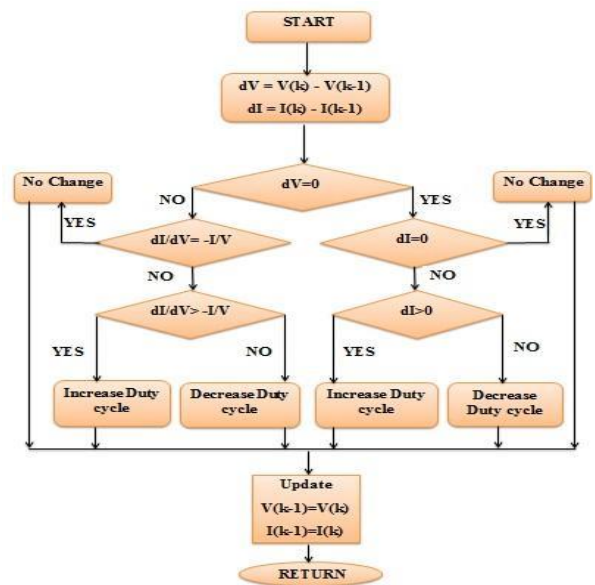 START
dV = V(k) - V(k-1)
dI = I(k) - I(k-1)
No Change
dV=0
No Change
NO
YES
YES
dI/dV= -I/V
dI=0
YES
NO
NO
dI/dV> -I/V
dI>0
YES
NO
YES
NO
Increase Duty
cycle
Decrease Duty
cycle
Increase Duty
cycle
Decrease
Duty cycle
Update
V(k-1)=V(k)
I(k-1)=I(k)
RETURN